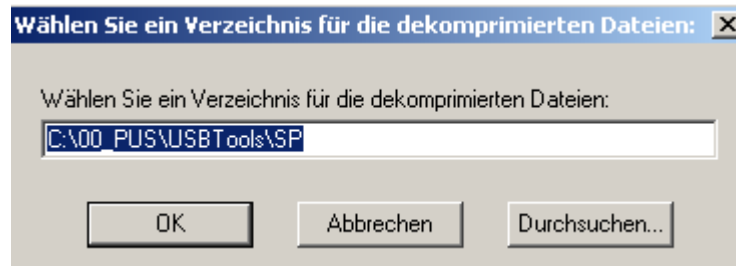 Wählen Sie ein Verzeichnis für die dekomprimierten Dateien:
Wählen Sie ein Verzeichnis für die dekomprimierten Dateien:
C:\00_PUS\USBTools\SP
OK Abbrechen Durchsuchen...